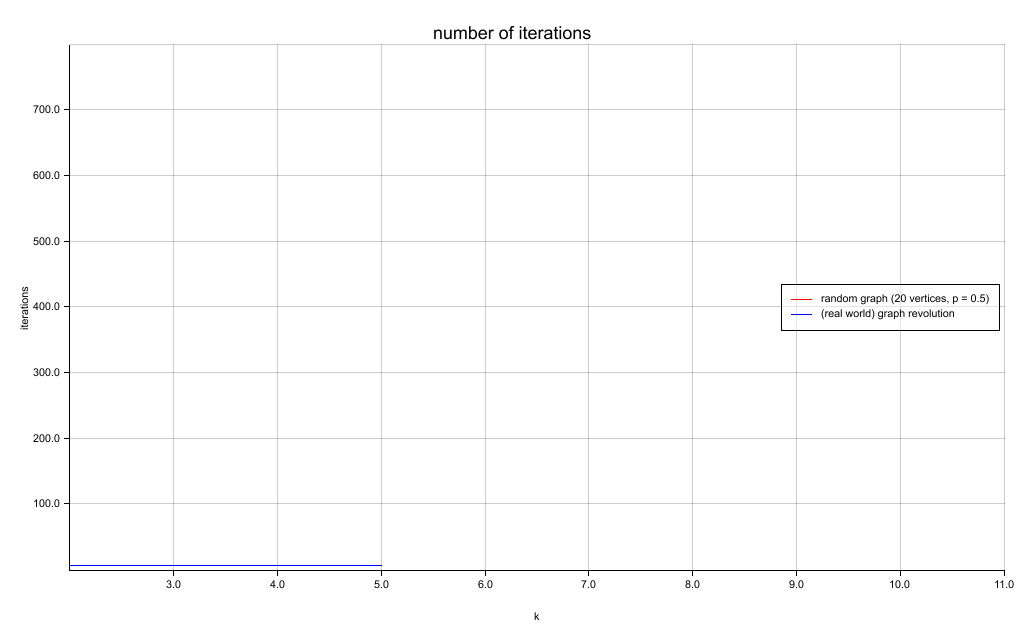 number of iterations
700.0
600.0
500.0
400.0
300.0
200.0
100.0
iterations
random graph (20 vertices, p = 0.5)
(real world) graph revolution
3.0 4.0 5.0 6.0 7.0 8.0 9.0 10.0 11.0
k